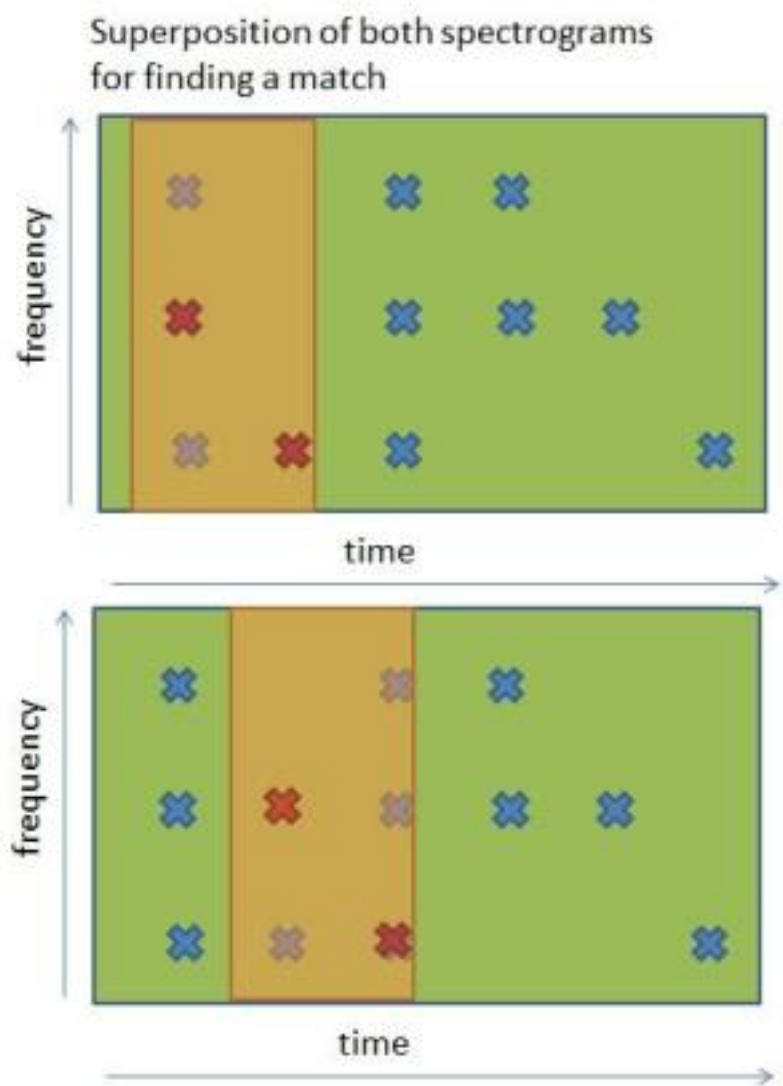 Superposition of both spectrograms
for finding a match
frequency
time
frequency
time